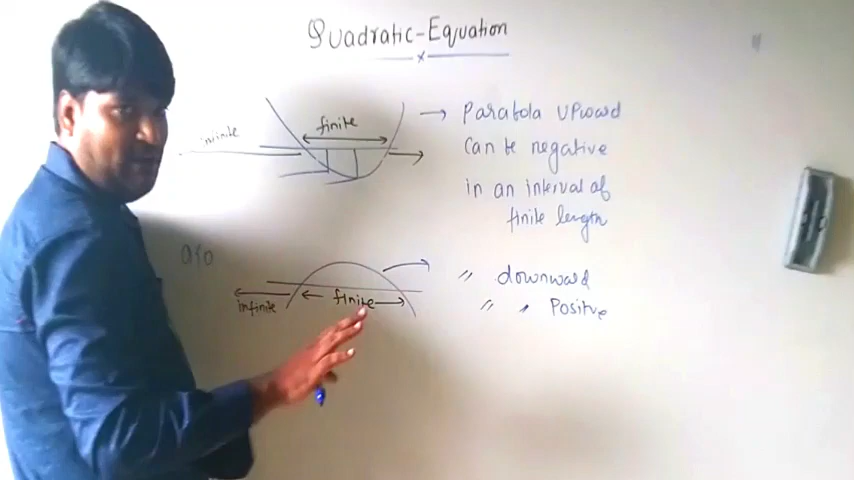 Quadratic-Equation
x
infinite
finite
Parabola Upward
can be negative
in an interval of
finite length
a<0
infinite
finite
" downward
" " Positive